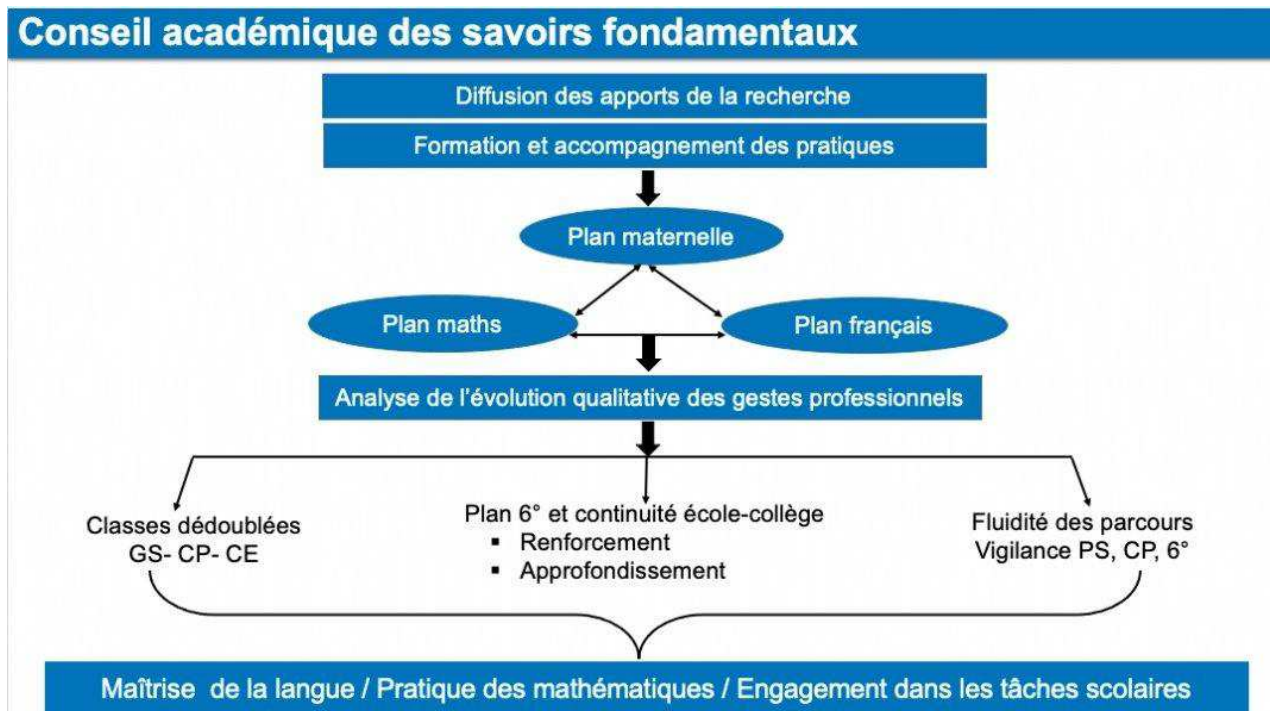 Conseil académique des savoirs fondamentaux
Diffusion des apports de la recherche
Formation et accompagnement des pratiques
Plan maternelle
Plan maths
Plan français
Analyse de l’évolution qualitative des gestes professionnels
Classes dédoublées
GS- CP- CE
Plan 6° et continuité école-collège
▪ Renforcement
▪ Approfondissement
Fluidité des parcours
Vigilance PS, CP, 6°
Maîtrise de la langue / Pratique des mathématiques / Engagement dans les tâches scolaires